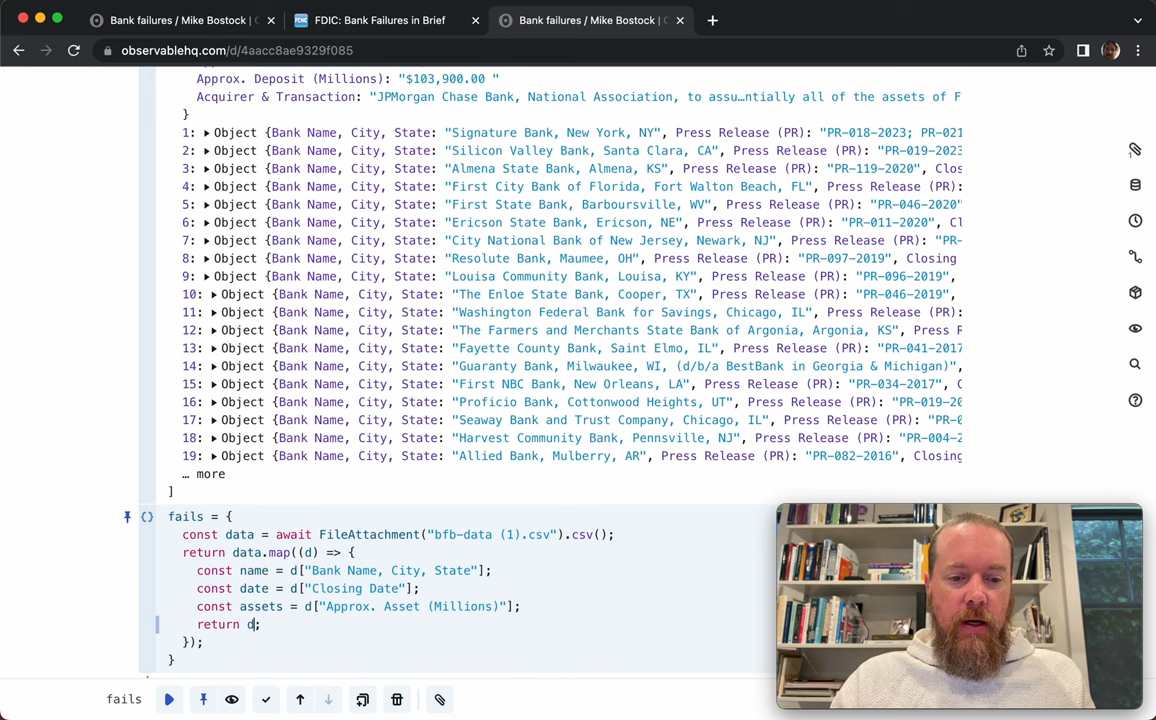 Bank failures / Mike Bostock | FDIC: Bank Failures in Brief Bank failures / Mike Bostock |
observablehq.com/d/4aacc8ae9329f085
Approx. Deposit (Millions): "$103,900.00 "
Acquirer & Transaction: "JPMorgan Chase Bank, National Association, to assu…ntially all of the assets of F
}
1: Object {Bank Name, City, State: "Signature Bank, New York, NY", Press Release (PR): "PR-018-2023; PR-021
2: Object {Bank Name, City, State: "Silicon Valley Bank, Santa Clara, CA", Press Release (PR): "PR-019-2023
3: Object {Bank Name, City, State: "Almena State Bank, Almena, KS", Press Release (PR): "PR-119-2020", Clos
4: Object {Bank Name, City, State: "First City Bank of Florida, Fort Walton Beach, FL", Press Release (PR):
5: Object {Bank Name, City, State: "First State Bank, Barboursville, WV", Press Release (PR): "PR-046-2020"
6: Object {Bank Name, City, State: "Ericson State Bank, Ericson, NE", Press Release (PR): "PR-011-2020", Cl
7: Object {Bank Name, City, State: "City National Bank of New Jersey, Newark, NJ", Press Release (PR): "PR-
8: Object {Bank Name, City, State: "Resolute Bank, Maumee, OH", Press Release (PR): "PR-097-2019", Closing
9: Object {Bank Name, City, State: "Louisa Community Bank, Louisa, KY", Press Release (PR): "PR-096-2019",
10: Object {Bank Name, City, State: "The Enloe State Bank, Cooper, TX", Press Release (PR): "PR-046-2019",
11: Object {Bank Name, City, State: "Washington Federal Bank for Savings, Chicago, IL", Press Release (PR):
12: Object {Bank Name, City, State: "The Farmers and Merchants State Bank of Argonia, Argonia, KS", Press R
13: Object {Bank Name, City, State: "Fayette County Bank, Saint Elmo, IL", Press Release (PR): "PR-041-2017
14: Object {Bank Name, City, State: "Guaranty Bank, Milwaukee, WI, (d/b/a BestBank in Georgia & Michigan)",
15: Object {Bank Name, City, State: "First NBC Bank, New Orleans, LA", Press Release (PR): "PR-034-2017", C
16: Object {Bank Name, City, State: "Proficio Bank, Cottonwood Heights, UT", Press Release (PR): "PR-019-20
17: Object {Bank Name, City, State: "Seaway Bank and Trust Company, Chicago, IL", Press Release (PR): "PR-0
18: Object {Bank Name, City, State: "Harvest Community Bank, Pennsville, NJ", Press Release (PR): "PR-004-2
19: Object {Bank Name, City, State: "Allied Bank, Mulberry, AR", Press Release (PR): "PR-082-2016", Closing
… more
]
fails = {
const data = await FileAttachment("bfb-data (1).csv").csv();
return data.map((d) => {
const name = d["Bank Name, City, State"];
const date = d["Closing Date"];
const assets = d["Approx. Asset (Millions)"];
return d;
});
}
fails